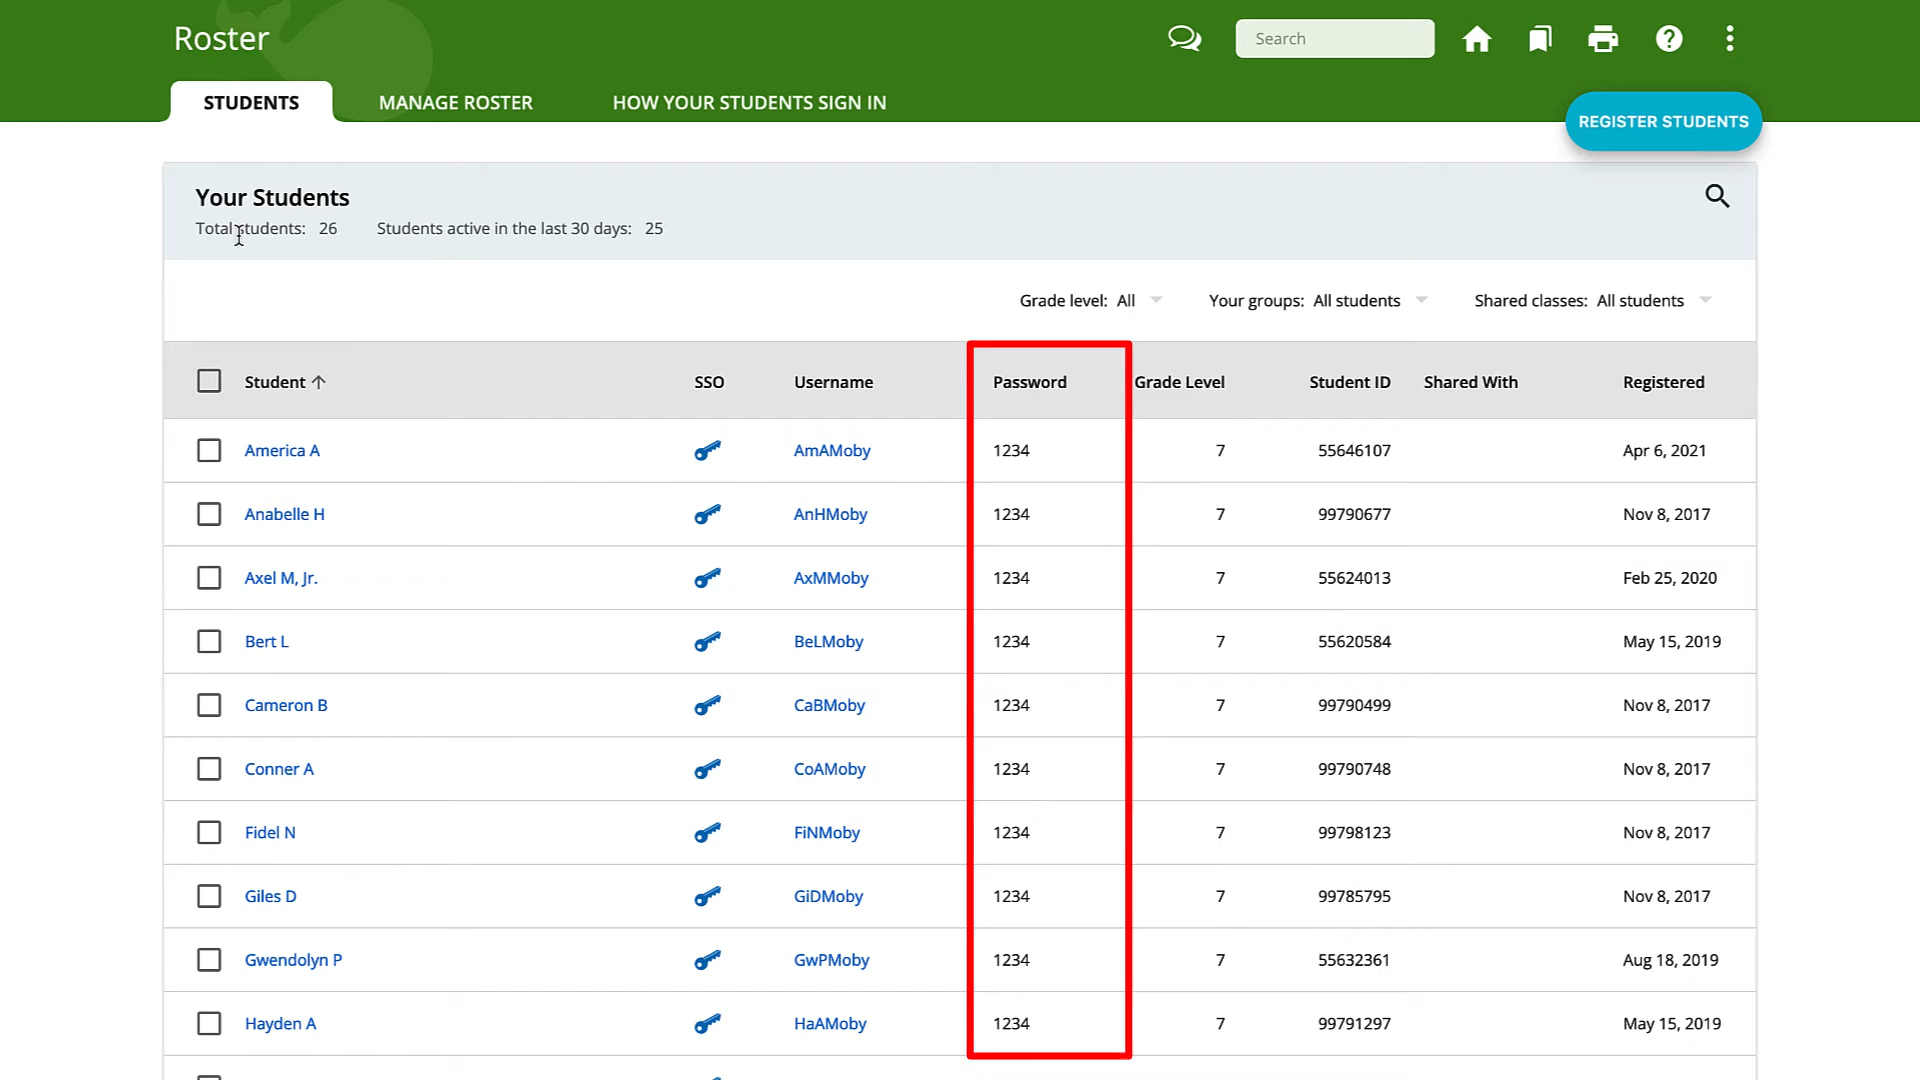 Roster
Search
STUDENTS MANAGE ROSTER HOW YOUR STUDENTS SIGN IN
REGISTER STUDENTS
Your Students
Total students: 26 Students active in the last 30 days: 25
Grade level: All Your groups: All students Shared classes: All students
Student SSO Username Password Grade Level Student ID Shared With Registered
America A AmAMoby 1234 7 55646107 Apr 6, 2021
Anabelle H AnHMoby 1234 7 99790677 Nov 8, 2017
Axel M, Jr. AxMMoby 1234 7 55624013 Feb 25, 2020
Bert L BeLMoby 1234 7 55620584 May 15, 2019
Cameron B CaBMoby 1234 7 99790499 Nov 8, 2017
Conner A CoAMoby 1234 7 99790748 Nov 8, 2017
Fidel N FiNMoby 1234 7 99798123 Nov 8, 2017
Giles D GiDMoby 1234 7 99785795 Nov 8, 2017
Gwendolyn P GwPMoby 1234 7 55632361 Aug 18, 2019
Hayden A HaAMoby 1234 7 99791297 May 15, 2019